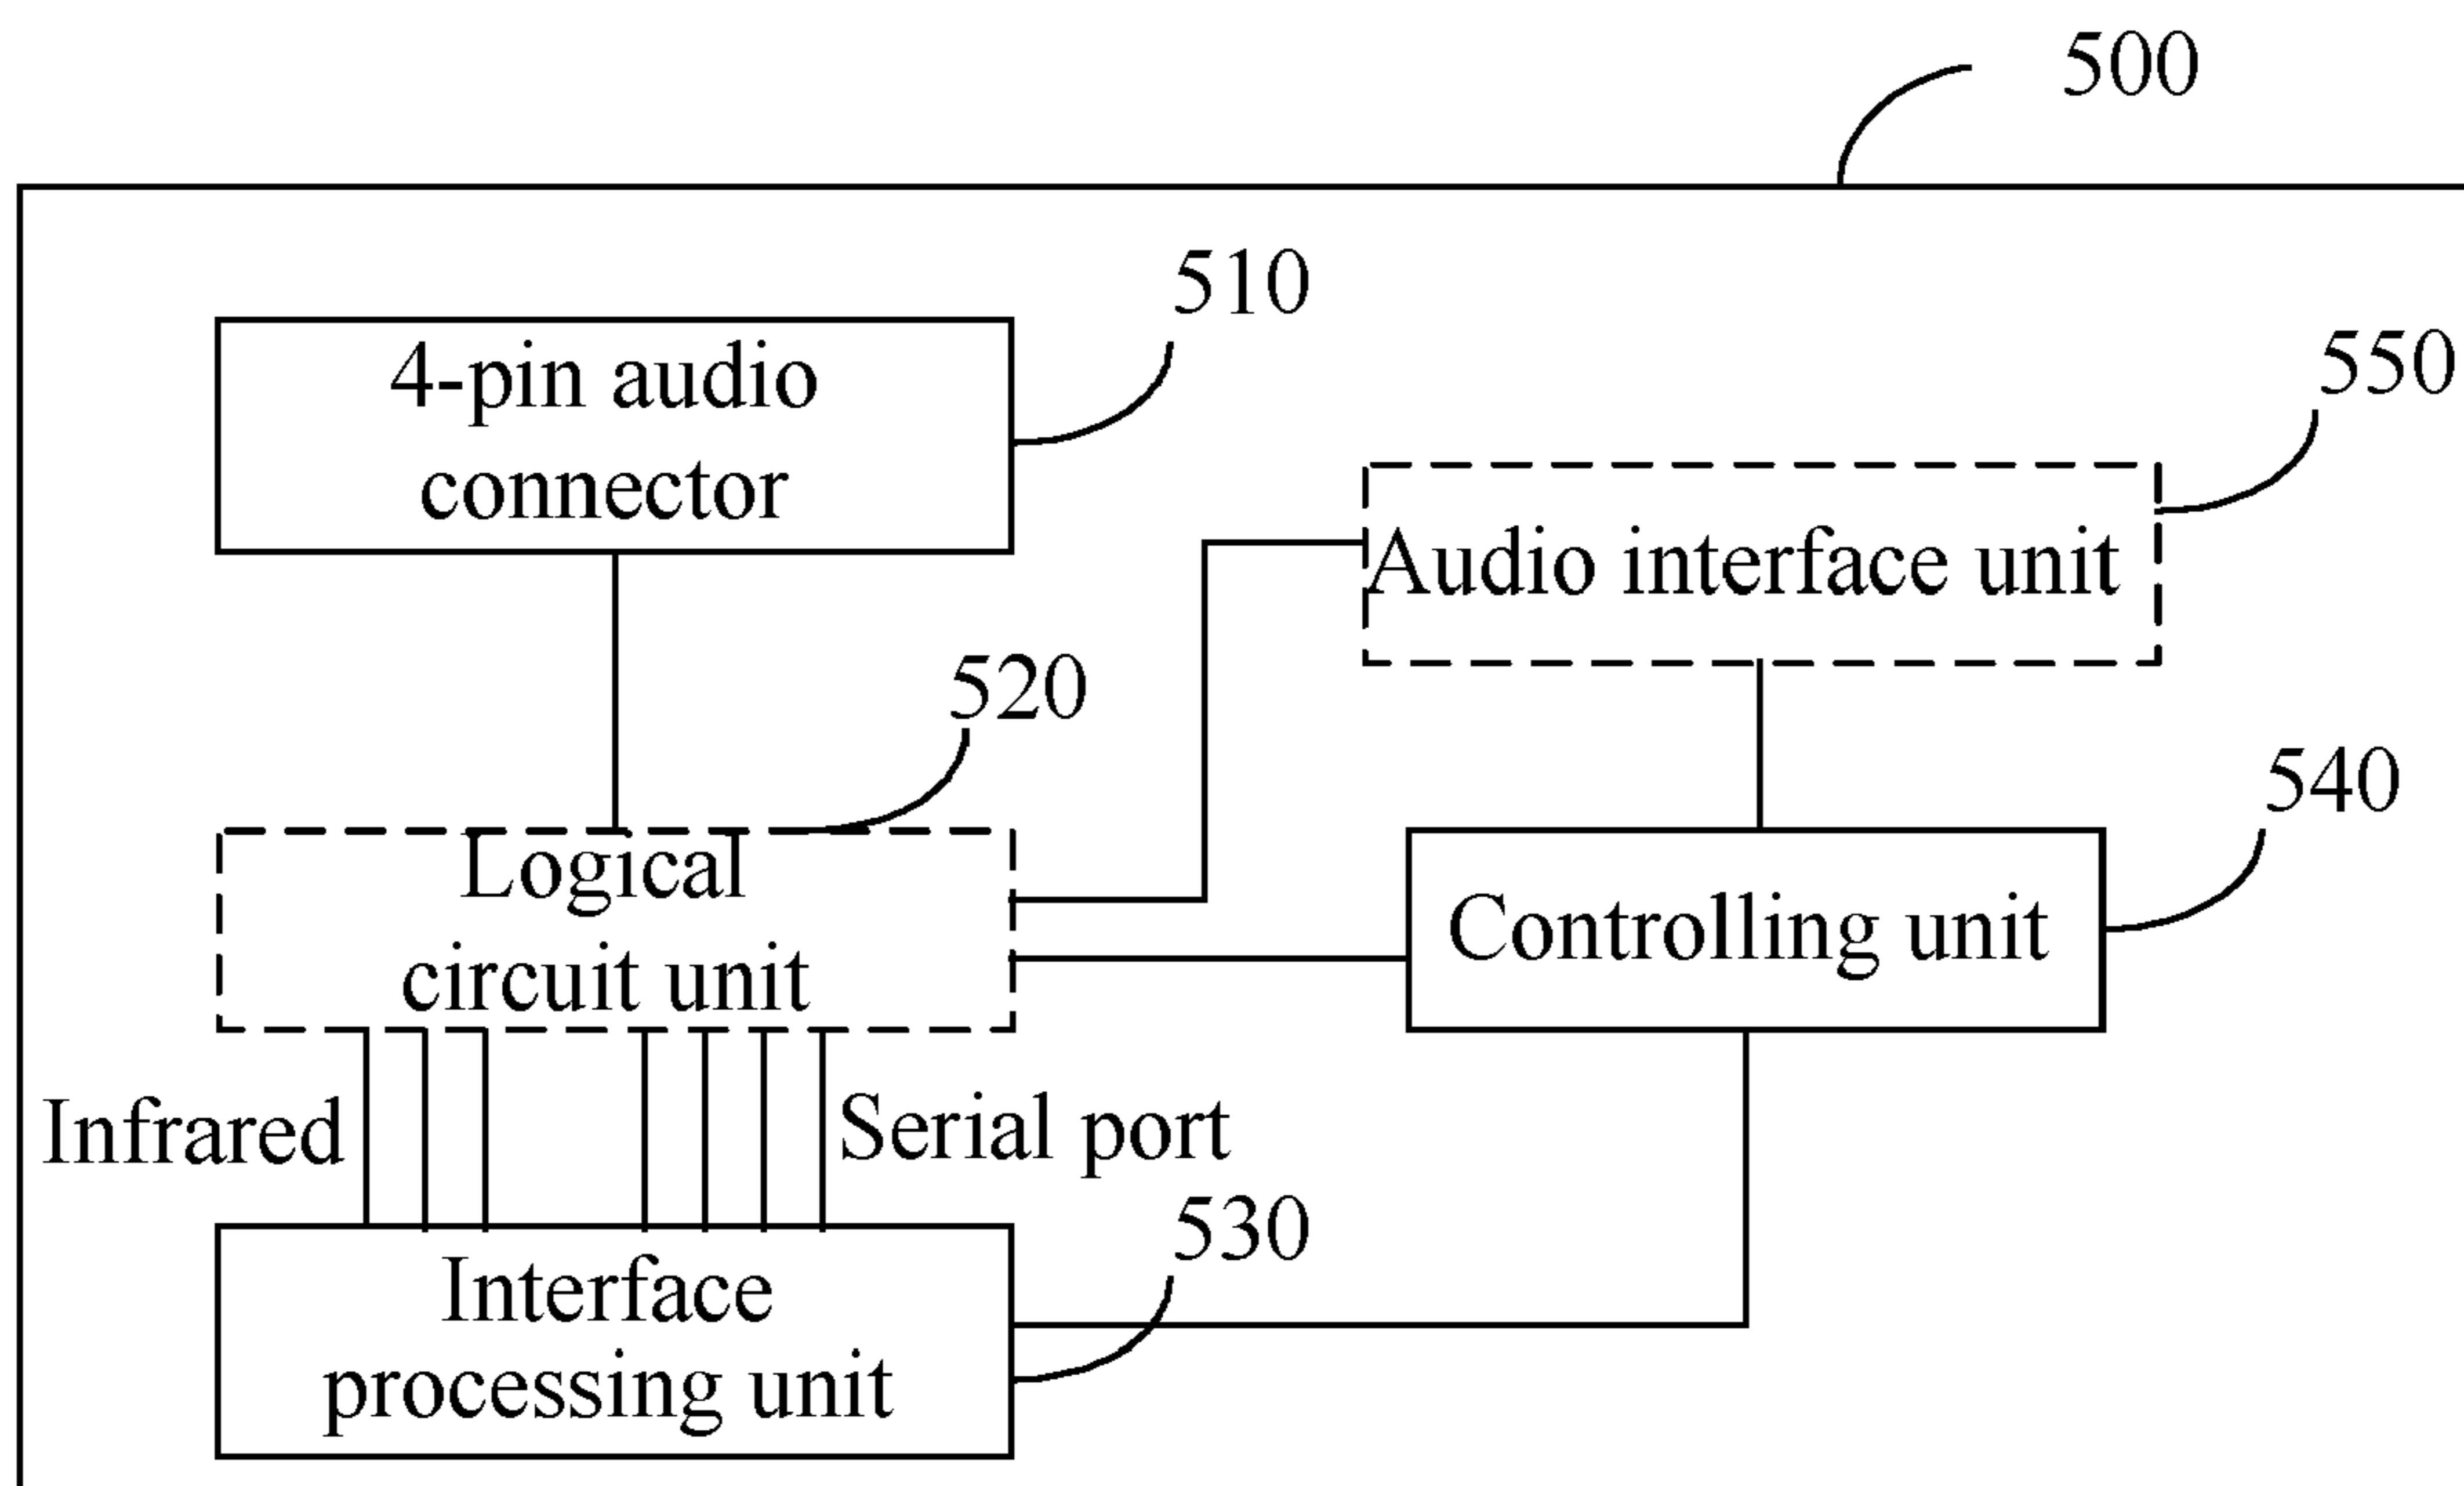 500
510
4-pin audio
connector
550
Audio interface unit
520
540
Logical
circuit unit
Controlling unit
Infrared
Serial port
530
Interface
processing unit